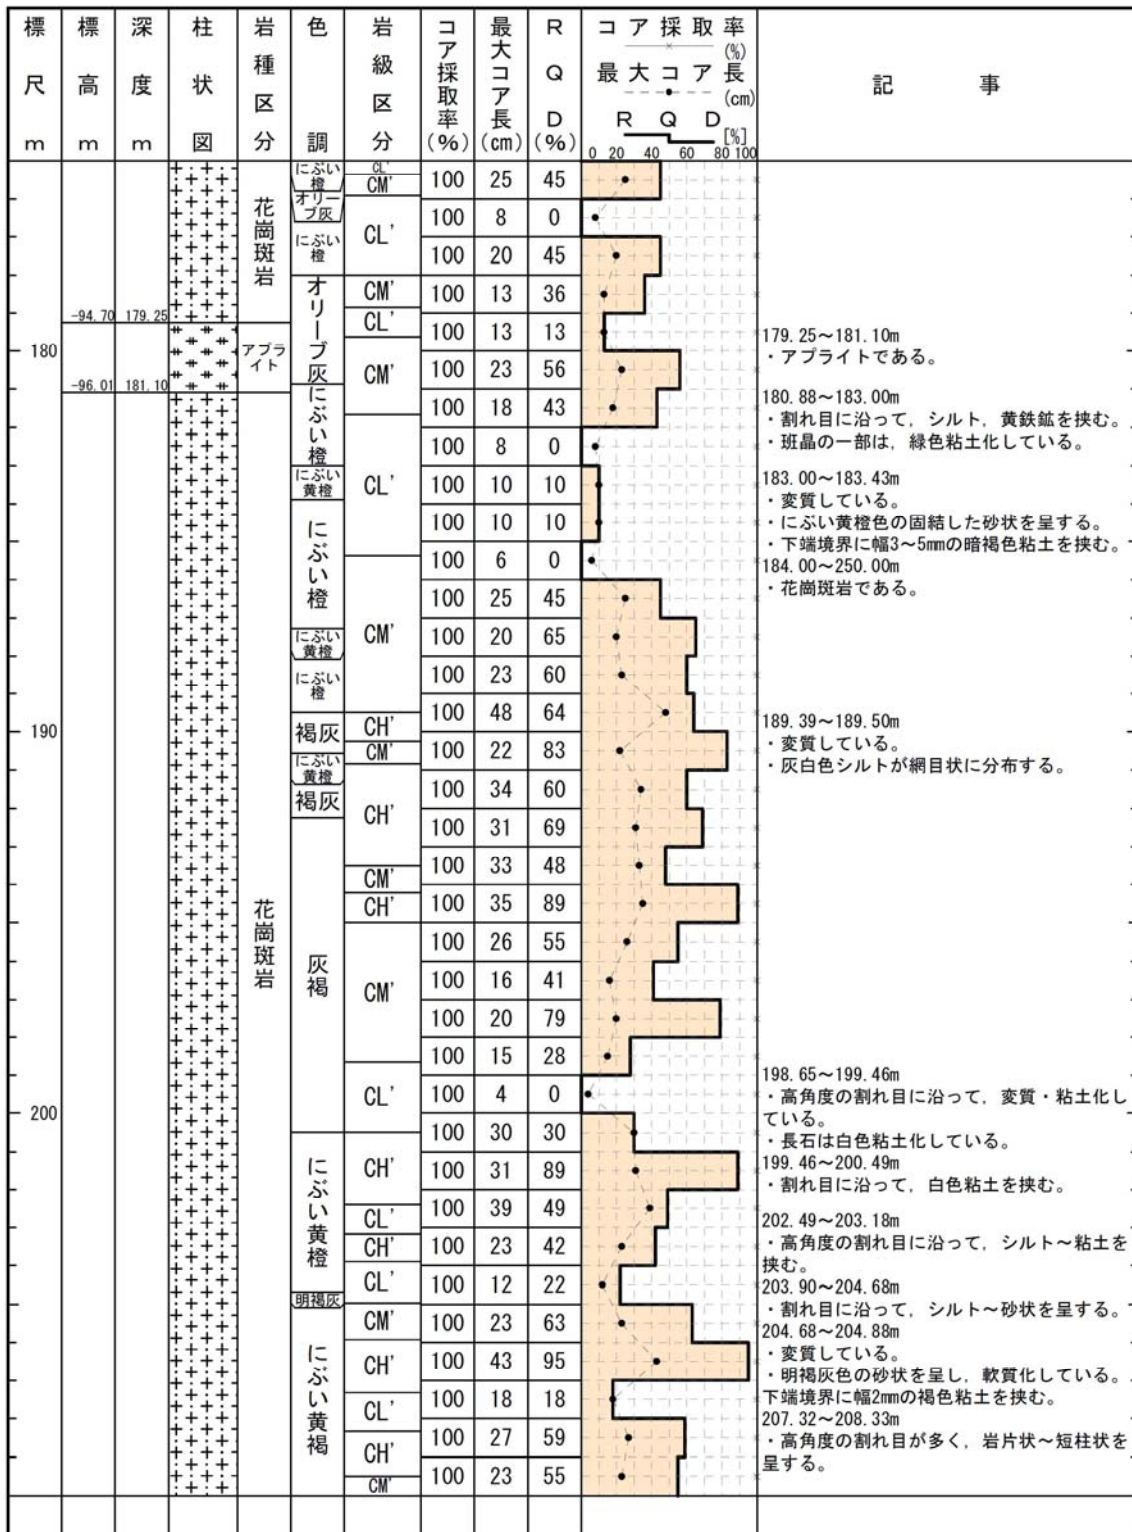 標尺m
標高m
深度m
柱状図
岩種区分
色調
岩級区分
コア採取率(%)
最大コア長(cm)
RQD(%)
コア採取率
(%)
最大コア長
(cm)
RQD
[%]
0 20 40 60 80 100
記事
180
190
200
-94.70 179.25
-96.01 181.10
花崗斑岩
アプライト
花崗斑岩
にぶい橙
オリーブ灰
にぶい橙
オリーブ灰
にぶい橙
にぶい黄橙
にぶい橙
にぶい黄橙
にぶい橙
褐灰
にぶい黄橙
褐灰
灰褐
にぶい黄橙
明褐灰
にぶい黄褐
CL'
CM'
CL'
CM'
CL'
CM'
CL'
CM'
CH'
CM'
CH'
CM'
CH'
CM'
CL'
CH'
CL'
CH'
CL'
CM'
CH'
CL'
CH'
CM'
100 25 45
100 8 0
100 20 45
100 13 36
100 13 13
100 23 56
100 18 43
100 8 0
100 10 10
100 10 10
100 6 0
100 25 45
100 20 65
100 23 60
100 48 64
100 22 83
100 34 60
100 31 69
100 33 48
100 35 89
100 26 55
100 16 41
100 20 79
100 15 28
100 4 0
100 30 30
100 31 89
100 39 49
100 23 42
100 12 22
100 23 63
100 43 95
100 18 18
100 27 59
100 23 55
179.25～181.10m
・アプライトである。
180.88～183.00m
・割れ目に沿って，シルト，黄鉄鉱を挟む。
・班晶の一部は，緑色粘土化している。
183.00～183.43m
・変質している。
・にぶい黄橙色の固結した砂状を呈する。
・下端境界に幅3～5mmの暗褐色粘土を挟む。
184.00～250.00m
・花崗斑岩である。
189.39～189.50m
・変質している。
・灰白色シルトが網目状に分布する。
198.65～199.46m
・高角度の割れ目に沿って，変質・粘土化し
ている。
・長石は白色粘土化している。
199.46～200.49m
・割れ目に沿って，白色粘土を挟む。
202.49～203.18m
・高角度の割れ目に沿って，シルト～粘土を
挟む。
203.90～204.68m
・割れ目に沿って，シルト～砂状を呈する。
204.68～204.88m
・変質している。
・明褐灰色の砂状を呈し，軟質化している。
下端境界に幅2mmの褐色粘土を挟む。
207.32～208.33m
・高角度の割れ目が多く，岩片状～短柱状を
呈する。